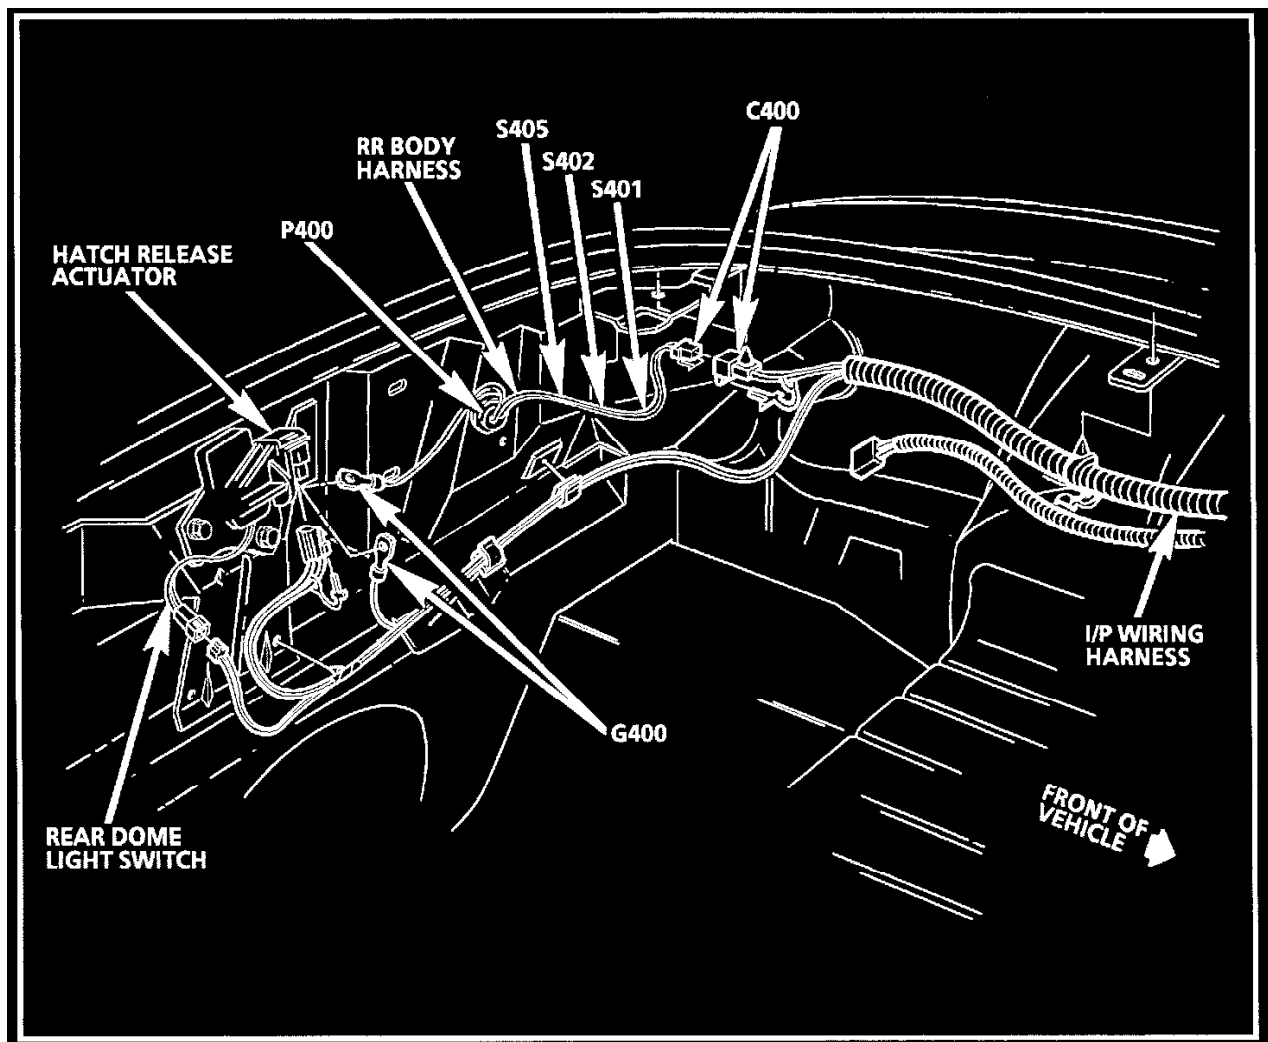 C400
S405
RR BODY
HARNESS
S402
S401
P400
HATCH RELEASE
ACTUATOR
I/P WIRING
HARNESS
G400
FRONT OF
VEHICLE
REAR DOME
LIGHT SWITCH